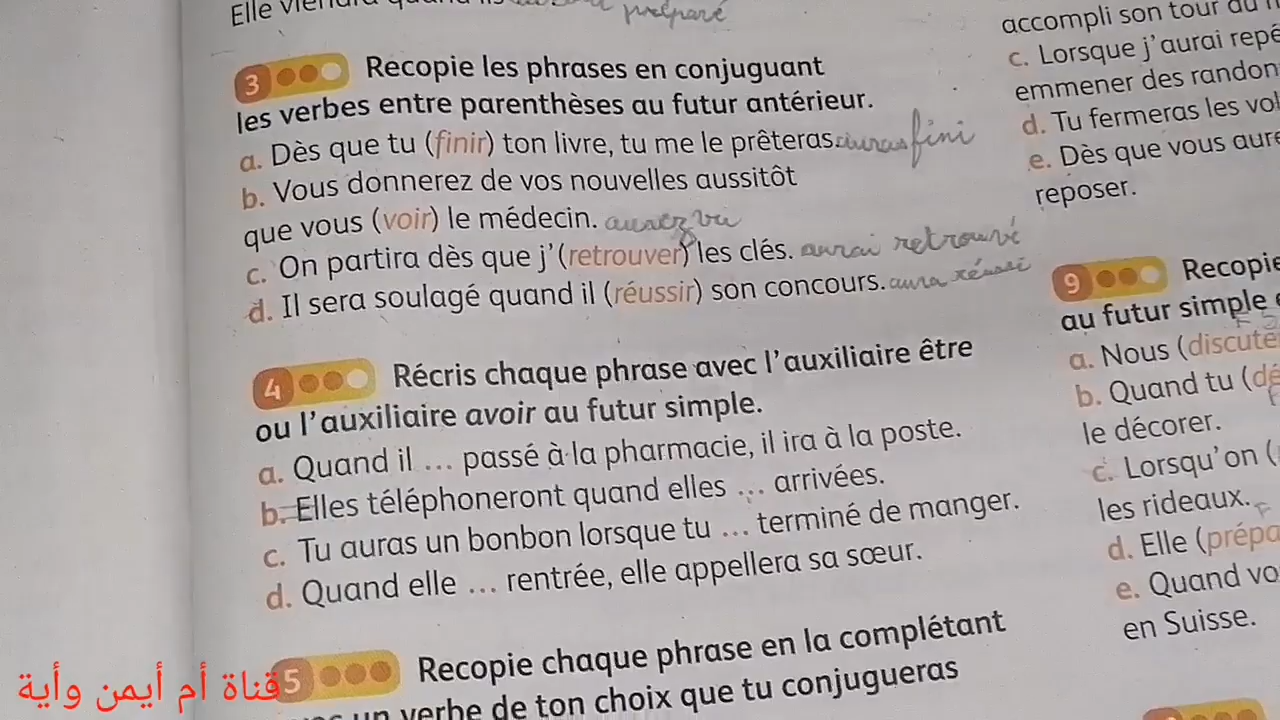 Elle viendra quand ils préparé
3 Recopie les phrases en conjuguant
les verbes entre parenthèses au futur antérieur.
a. Dès que tu (finir) ton livre, tu me le prêteras. auras fini
b. Vous donnerez de vos nouvelles aussitôt
que vous (voir) le médecin. aurez vu
c. On partira dès que j'(retrouver) les clés. aurai retrouvé
d. Il sera soulagé quand il (réussir) son concours. aura réussi
4 Récris chaque phrase avec l'auxiliaire être
ou l'auxiliaire avoir au futur simple.
a. Quand il ... passé à la pharmacie, il ira à la poste.
b. Elles téléphoneront quand elles ... arrivées.
c. Tu auras un bonbon lorsque tu ... terminé de manger.
d. Quand elle ... rentrée, elle appellera sa sœur.
5 Recopie chaque phrase en la complétant
un verbe de ton choix que tu conjugueras
accompli son tour du
c. Lorsque j'aurai repé
emmener des randon
d. Tu fermeras les vol
e. Dès que vous aure
reposer.
9 Recopie
au futur simple
a. Nous (discute
b. Quand tu (dé
le décorer.
c. Lorsqu'on (
les rideaux.
d. Elle (prépa
e. Quand vo
en Suisse.
قناة أم أيمن وأية